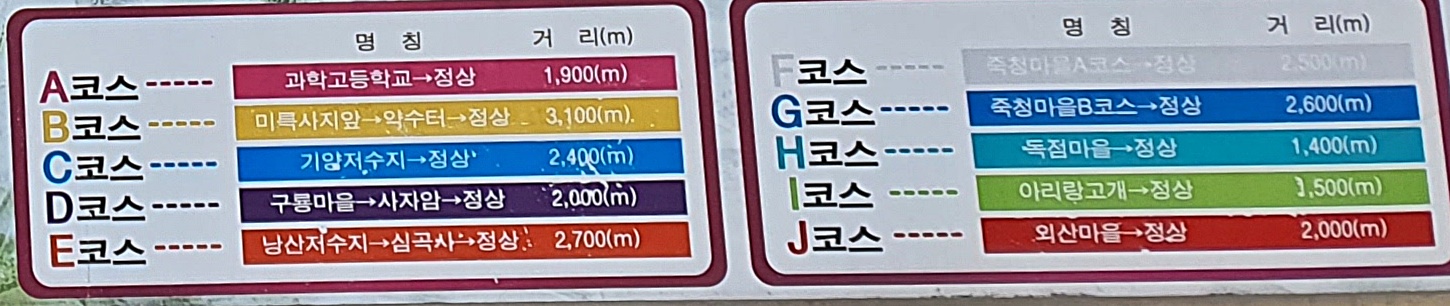 명 칭 거 리(m)
A코스 ----- 과학고등학교→정상 1,900(m)
B코스 ----- 미륵사지앞→약수터→정상 3,100(m)
C코스 ----- 기양저수지→정상 2,400(m)
D코스 ----- 구룡마을→사자암→정상 2,000(m)
E코스 ----- 낭산저수지→심곡사→정상 2,700(m)
명 칭 거 리(m)
F코스 ----- 죽청마을A코스→정상 2,500(m)
G코스 ----- 죽청마을B코스→정상 2,600(m)
H코스 ----- 독점마을→정상 1,400(m)
I코스 ----- 아리랑고개→정상 1,500(m)
J코스 ----- 외산마을→정상 2,000(m)